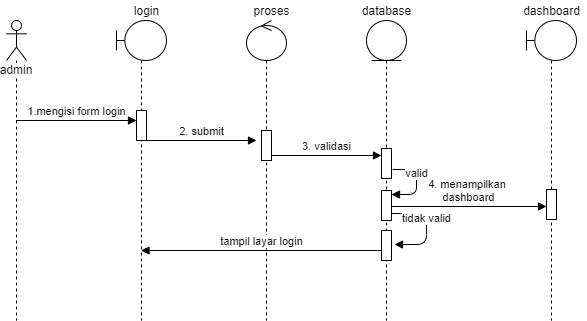 login
proses
database
dashboard
admin
1.mengisi form login
2. submit
3. validasi
valid
4. menampilkan
dashboard
tidak valid
tampil layar login